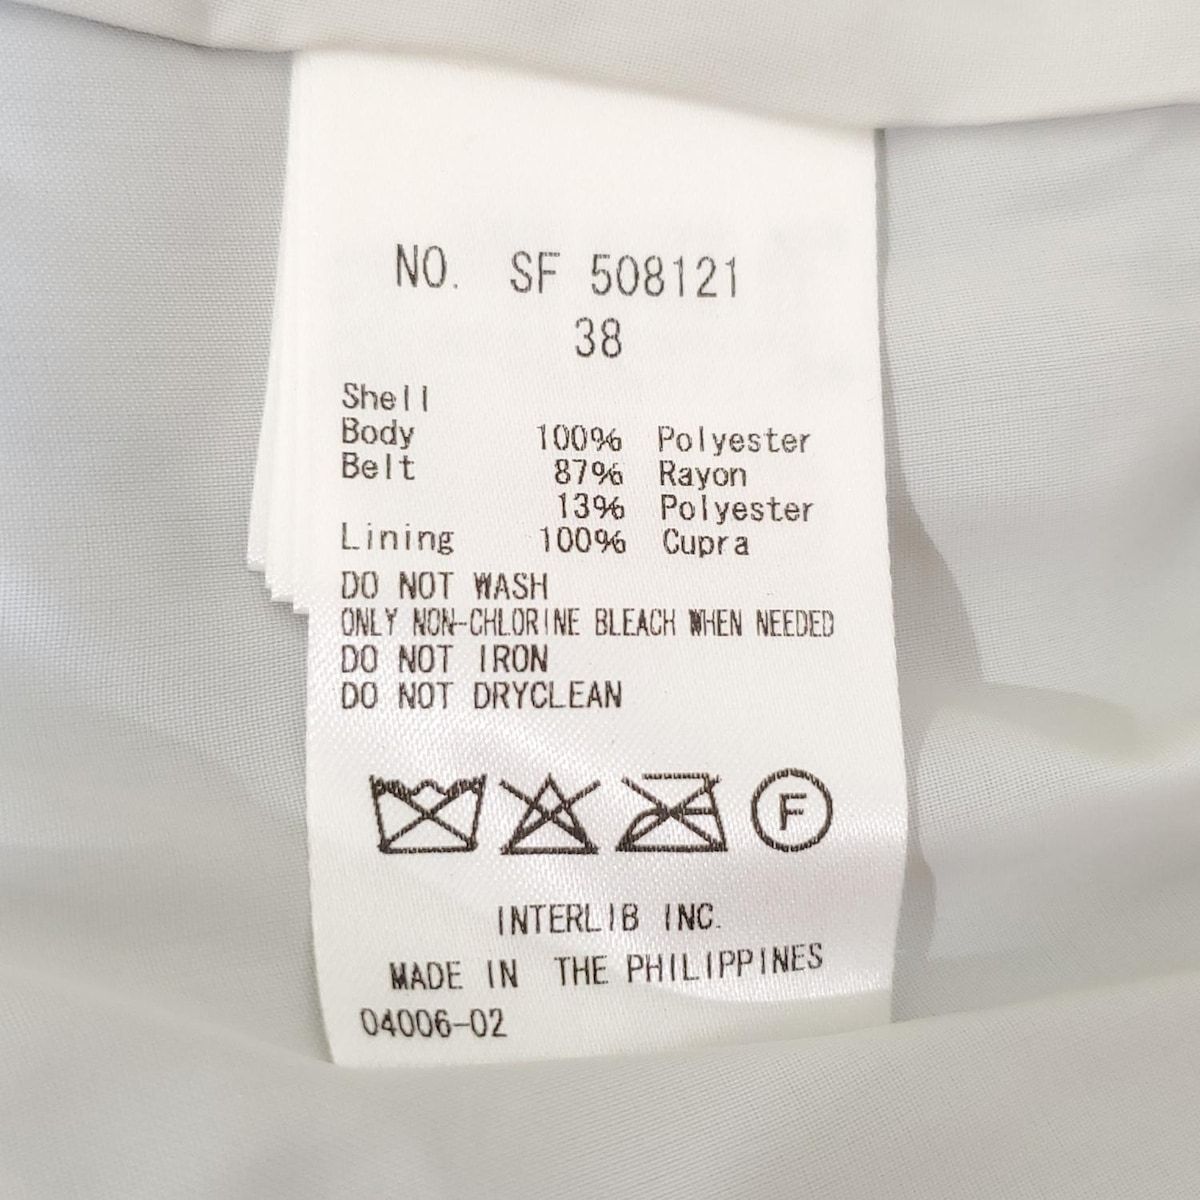 NO. SF 508121
38
Shell
Body 100% Polyester
Belt 87% Rayon
13% Polyester
Lining 100% Cupra
DO NOT WASH
ONLY NON-CHLORINE BLEACH WHEN NEEDED
DO NOT IRON
DO NOT DRYCLEAN
F
INTERLIB INC.
MADE IN THE PHILIPPINES
04006-02